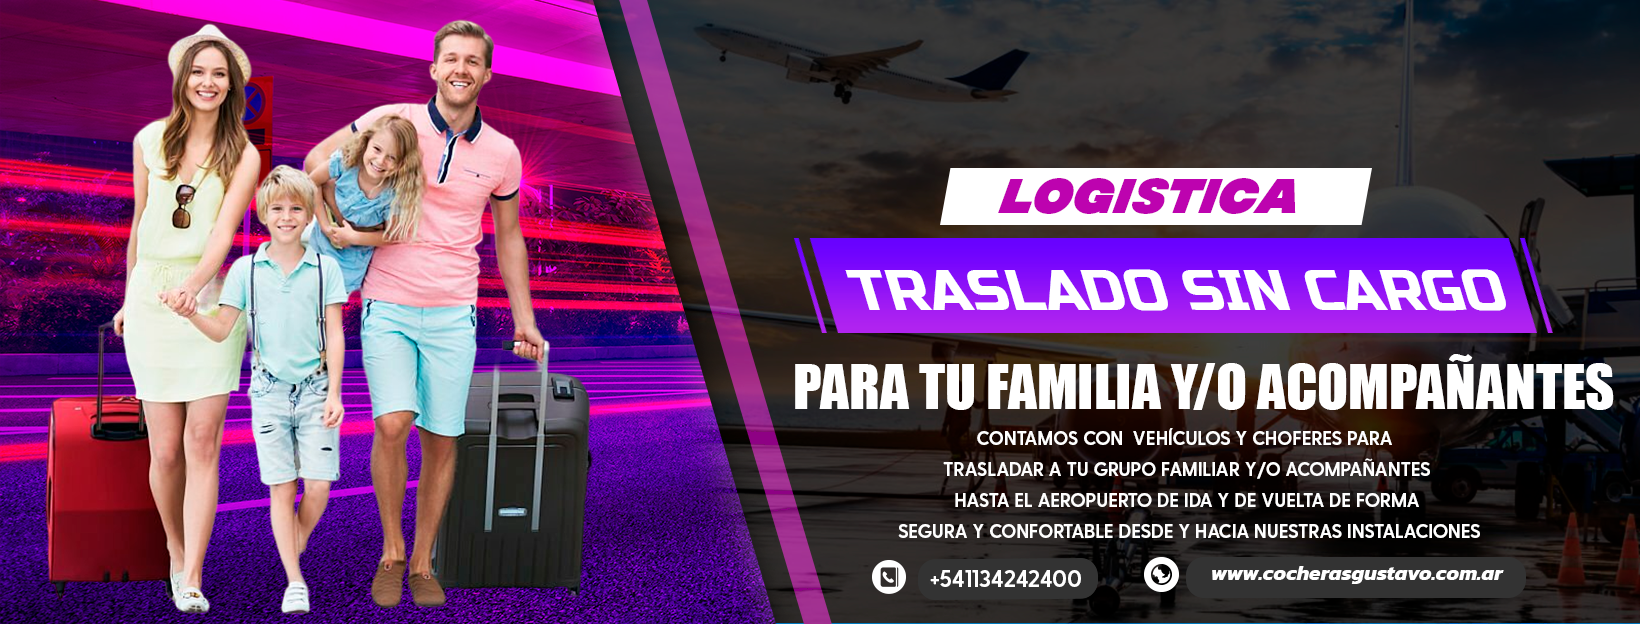 LOGISTICA
TRASLADO SIN CARGO
PARA TU FAMILIA Y/O ACOMPAÑANTES
CONTAMOS CON VEHÍCULOS Y CHOFERES PARA
TRASLADAR A TU GRUPO FAMILIAR Y/O ACOMPAÑANTES
HASTA EL AEROPUERTO DE IDA Y DE VUELTA DE FORMA
SEGURA Y CONFORTABLE DESDE Y HACIA NUESTRAS INSTALACIONES
+541134242400
www.cocherasgustavo.com.ar